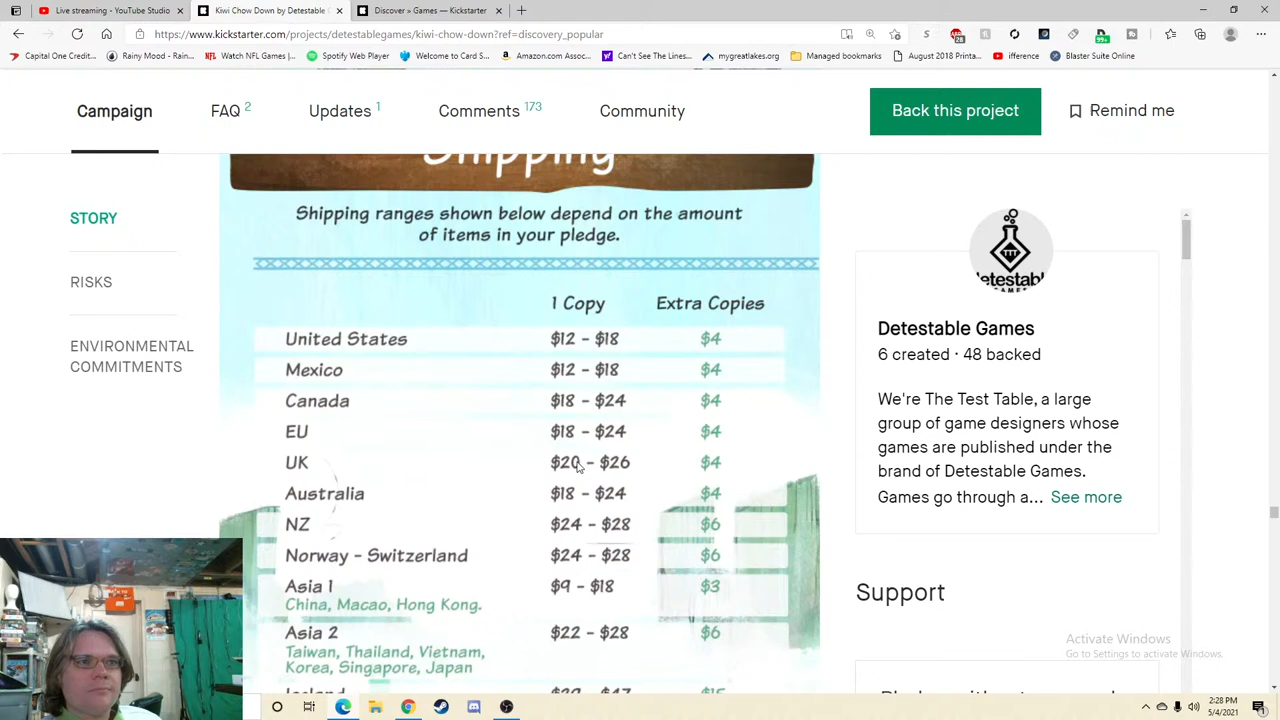 Live streaming - YouTube Studio
Kiwi Chow Down by Detestable G
Discover » Games — Kickstarter
https://www.kickstarter.com/projects/detestablegames/kiwi-chow-down?ref=discovery_popular
Capital One Credit...
Rainy Mood - Rainy...
Watch NFL Games |...
Spotify Web Player
Welcome to Card S...
Amazon.com Assoc...
Can't See The Lines...
mygreatlakes.org
Managed bookmarks
August 2018 Printa...
ifference
Blaster Suite Online
Campaign
FAQ 2
Updates 1
Comments 173
Community
Back this project
Remind me
STORY
RISKS
ENVIRONMENTAL
COMMITMENTS
Shipping
Shipping ranges shown below depend on the amount
of items in your pledge.
1 Copy Extra Copies
United States $12 - $18 $4
Mexico $12 - $18 $4
Canada $18 - $24 $4
EU $18 - $24 $4
UK $20 - $26 $4
Australia $18 - $24 $4
NZ $24 - $28 $6
Norway - Switzerland $24 - $28 $6
Asia 1 $9 - $18 $3
China, Macao, Hong Kong.
Asia 2 $22 - $28 $6
Taiwan, Thailand, Vietnam,
Korea, Singapore, Japan
Iceland
Detestable Games
6 created · 48 backed
We're The Test Table, a large
group of game designers whose
games are published under the
brand of Detestable Games.
Games go through a... See more
Support
Activate Windows
Go to Settings to activate Windows.
2:28 PM
5/4/2021